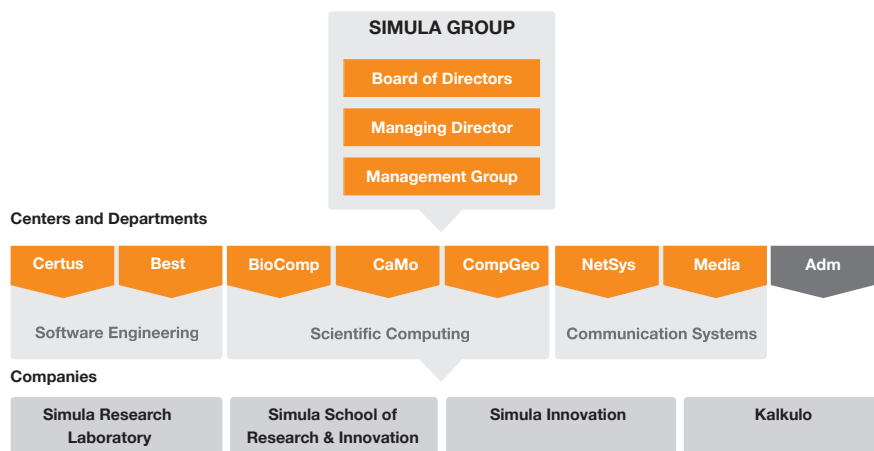 SIMULA GROUP
Board of Directors
Managing Director
Management Group
Centers and Departments
Certus
Best
BioComp
CaMo
CompGeo
NetSys
Media
Adm
Software Engineering
Scientific Computing
Communication Systems
Companies
Simula Research
Laboratory
Simula School of
Research & Innovation
Simula Innovation
Kalkulo